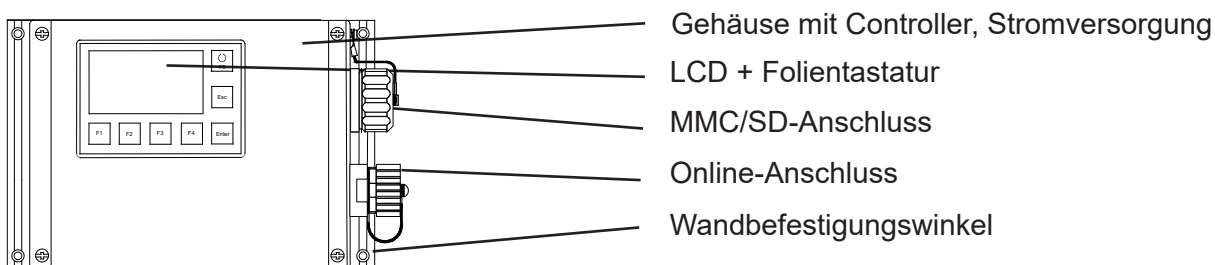 Gehäuse mit Controller, Stromversorgung
LCD + Folientastatur
MMC/SD-Anschluss
Online-Anschluss
Wandbefestigungswinkel
Esc
F1 F2 F3 F4 Enter